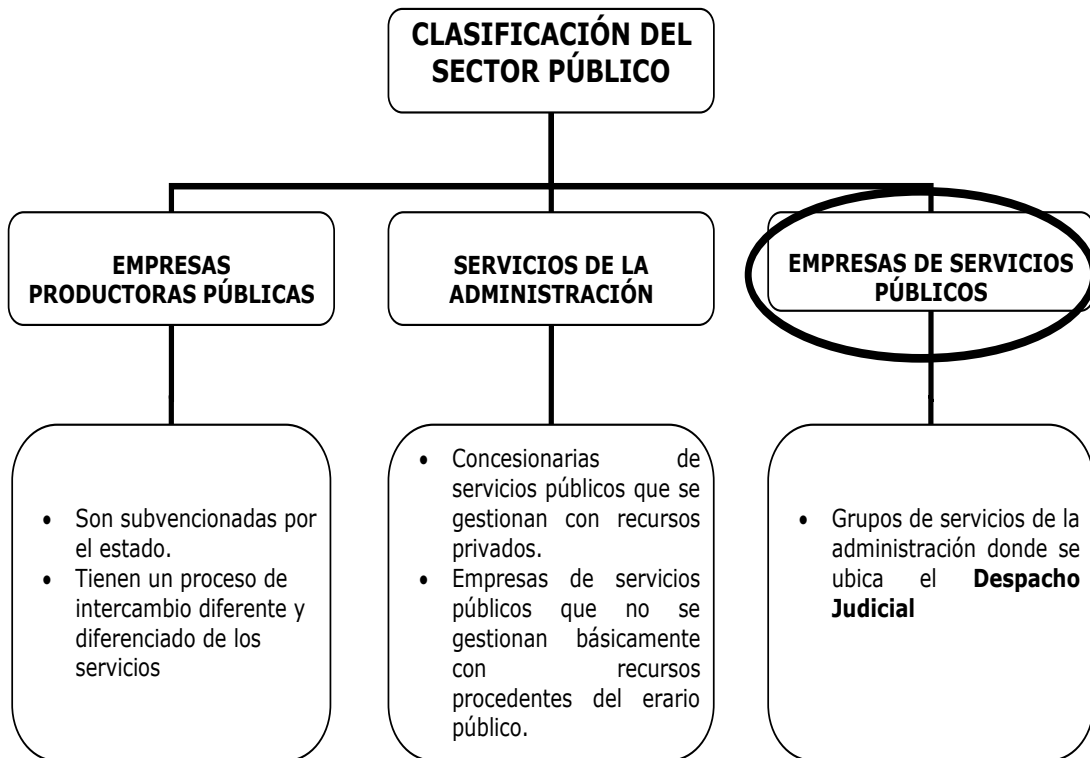 CLASIFICACIÓN DEL
SECTOR PÚBLICO
EMPRESAS
PRODUCTORAS PÚBLICAS
SERVICIOS DE LA
ADMINISTRACIÓN
EMPRESAS DE SERVICIOS
PÚBLICOS
• Son subvencionadas por
el estado.
• Tienen un proceso de
intercambio diferente y
diferenciado de los
servicios
• Concesionarias de
servicios públicos que se
gestionan con recursos
privados.
• Empresas de servicios
públicos que no se
gestionan básicamente
con recursos
procedentes del erario
público.
• Grupos de servicios de la
administración donde se
ubica el Despacho
Judicial